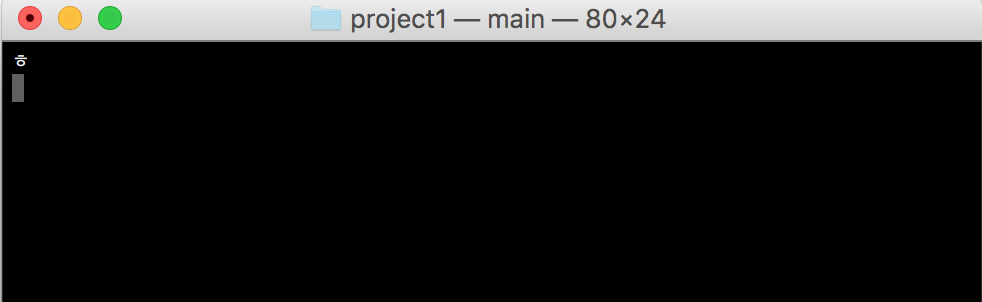 project1 — main — 80×24
ㅎ